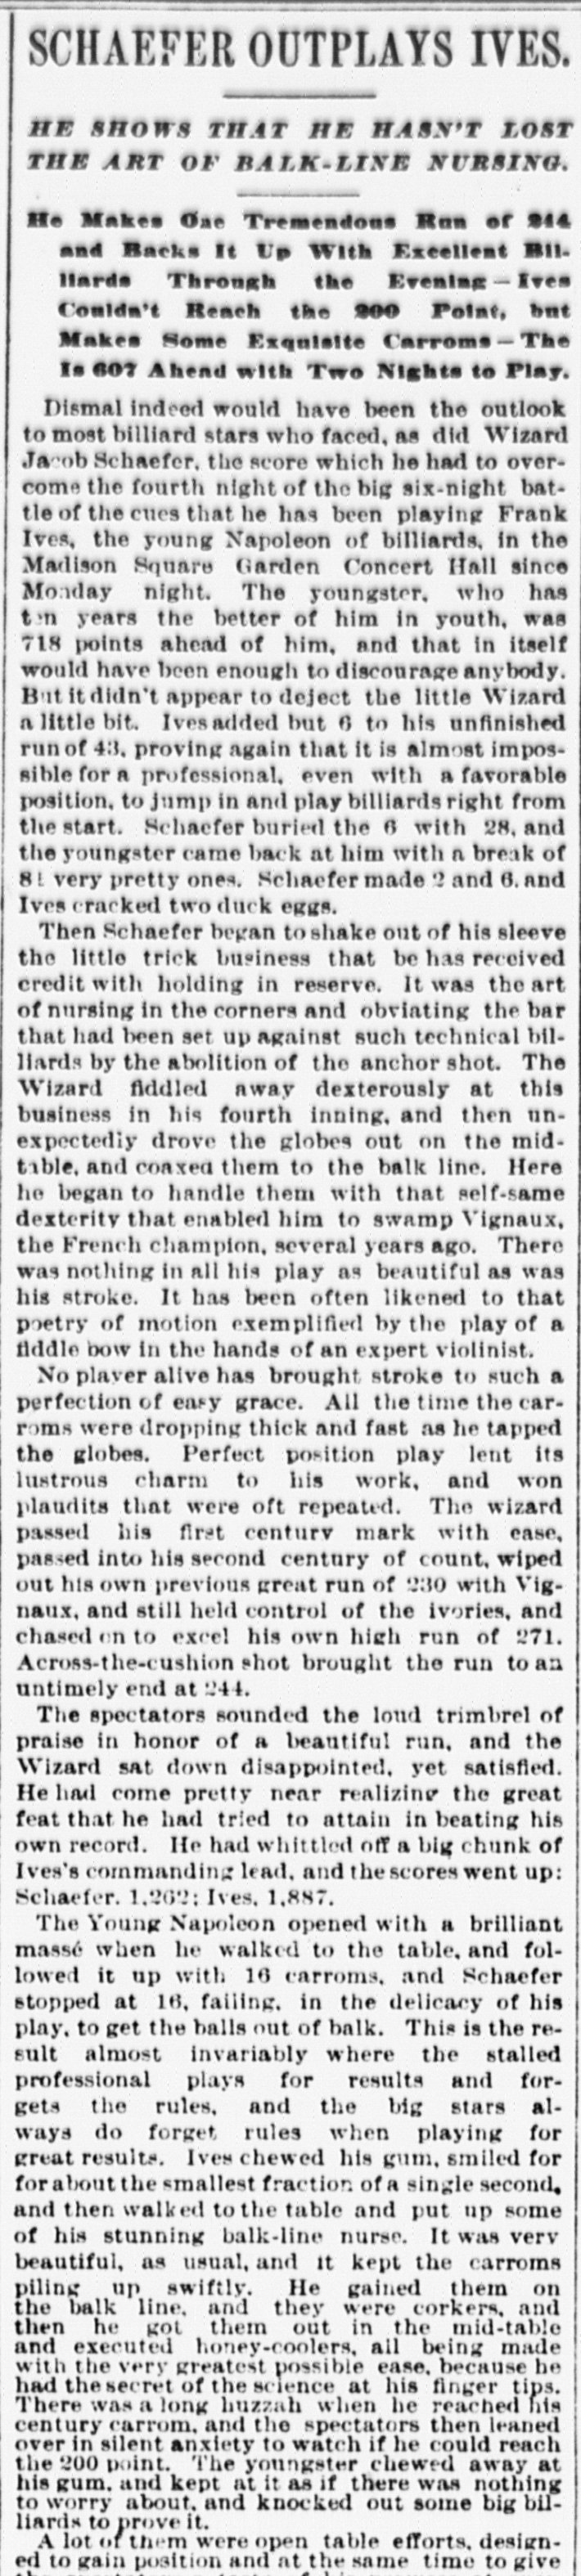 SCHAEFER OUTPLAYS IVES.
HE SHOWS THAT HE HASN'T LOST
THE ART OF BALK-LINE NURSING.
He Makes One Tremendous Run of 244
and Backs It Up With Excellent Bil-
liards Through the Evening—Ives
Couldn't Reach the 200 Point, but
Makes Some Exquisite Carroms—The
Is 607 Ahead with Two Nights to Play.
Dismal indeed would have been the outlook
to most billiard stars who faced, as did Wizard
Jacob Schaefer, the score which he had to over-
come the fourth night of the big six-night bat-
tle of the cues that he has been playing Frank
Ives, the young Napoleon of billiards, in the
Madison Square Garden Concert Hall since
Monday night. The youngster, who has
ten years the better of him in youth, was
718 points ahead of him, and that in itself
would have been enough to discourage anybody.
But it didn't appear to deject the little Wizard
a little bit. Ives added but 6 to his unfinished
run of 43, proving again that it is almost impos-
sible for a professional, even with a favorable
position, to jump in and play billiards right from
the start. Schaefer buried the 6 with 28, and
the youngster came back at him with a break of
81 very pretty ones. Schaefer made 2 and 6, and
Ives cracked two duck eggs.
Then Schaefer began to shake out of his sleeve
the little trick business that he has received
credit with holding in reserve. It was the art
of nursing in the corners and obviating the bar
that had been set up against such technical bil-
liards by the abolition of the anchor shot. The
Wizard fiddled away dexterously at this
business in his fourth inning, and then un-
expectedly drove the globes out on the mid-
table, and coaxed them to the balk line. Here
he began to handle them with that self-same
dexterity that enabled him to swamp Vignaux,
the French champion, several years ago. There
was nothing in all his play as beautiful as was
his stroke. It has been often likened to that
poetry of motion exemplified by the play of a
fiddle bow in the hands of an expert violinist.
No player alive has brought stroke to such a
perfection of easy grace. All the time the car-
roms were dropping thick and fast as he tapped
the globes. Perfect position play lent its
lustrous charm to his work, and won
plaudits that were oft repeated. The wizard
passed his first century mark with ease,
passed into his second century of count, wiped
out his own previous great run of 230 with Vig-
naux, and still held control of the ivories, and
chased on to excel his own high run of 271.
Across-the-cushion shot brought the run to an
untimely end at 244.
The spectators sounded the loud trimbrel of
praise in honor of a beautiful run, and the
Wizard sat down disappointed, yet satisfied.
He had come pretty near realizing the great
feat that he had tried to attain in beating his
own record. He had whittled off a big chunk of
Ives's commanding lead, and the scores went up:
Schaefer, 1,262; Ives, 1,887.
The Young Napoleon opened with a brilliant
massé when he walked to the table, and fol-
lowed it up with 16 carroms, and Schaefer
stopped at 16, failing, in the delicacy of his
play, to get the balls out of balk. This is the re-
sult almost invariably where the stalled
professional plays for results and for-
gets the rules, and the big stars al-
ways do forget rules when playing for
great results. Ives chewed his gum, smiled for
for about the smallest fraction of a single second,
and then walked to the table and put up some
of his stunning balk-line nurse. It was very
beautiful, as usual, and it kept the carroms
piling up swiftly. He gained them on
the balk line, and they were corkers, and
then he got them out in the mid-table
and executed honey-coolers, all being made
with the very greatest possible ease, because he
had the secret of the science at his finger tips.
There was a long huzzah when he reached his
century carrom, and the spectators then leaned
over in silent anxiety to watch if he could reach
the 200 point. The youngster chewed away at
his gum, and kept at it as if there was nothing
to worry about, and knocked out some big bil-
liards to prove it.
A lot of them were open table efforts, design-
ed to gain position and at the same time to give